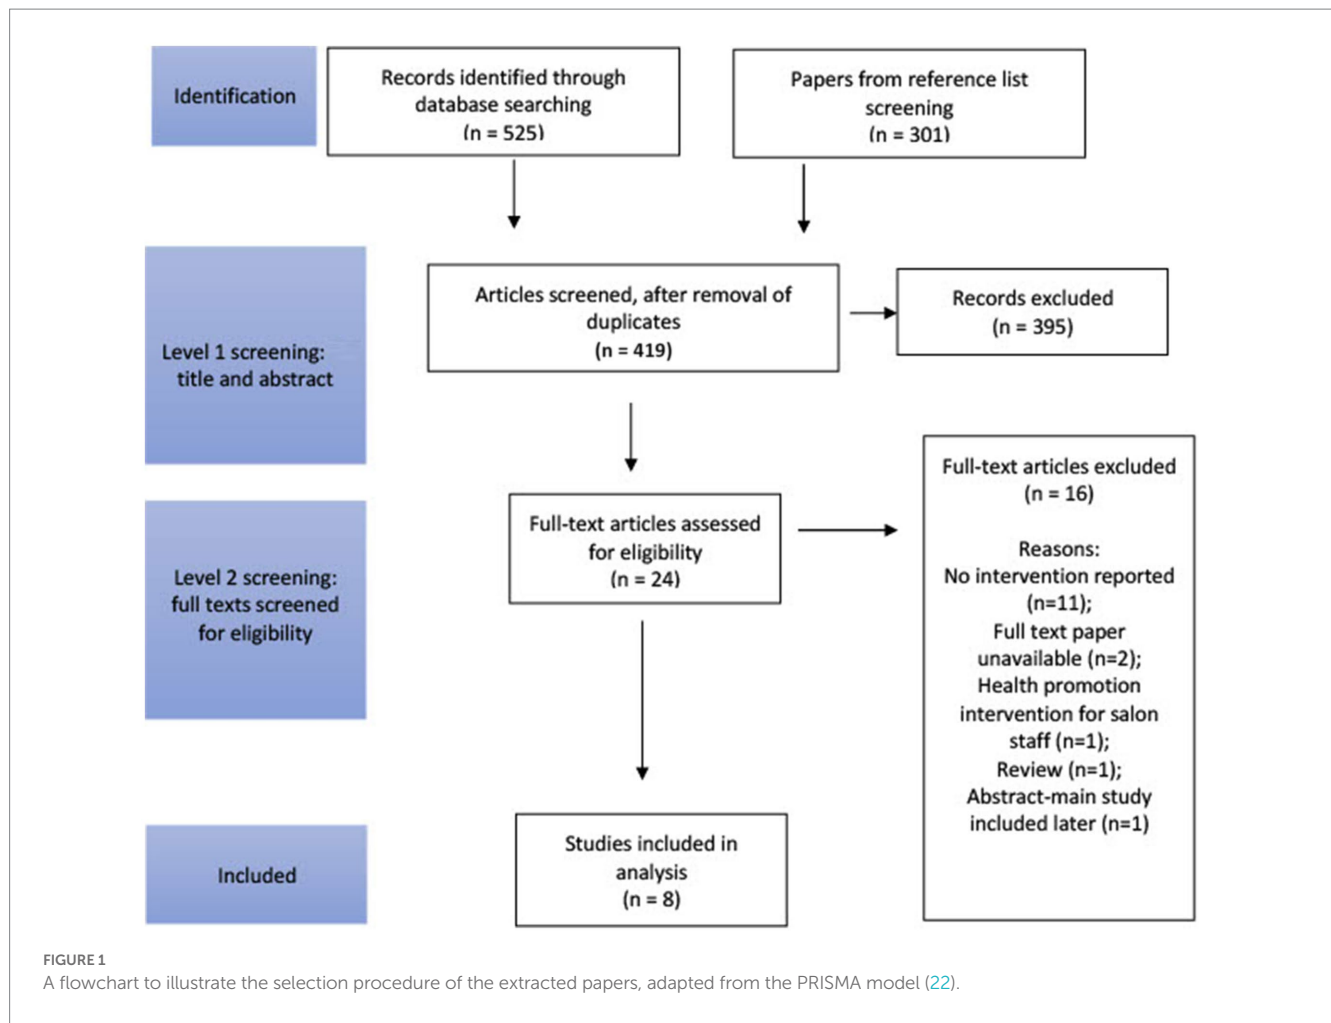 Identification
Records identified through
database searching
(n = 525)
Papers from reference list
screening
(n = 301)
Level 1 screening:
title and abstract
Articles screened, after removal of
duplicates
(n = 419)
Records excluded
(n = 395)
Level 2 screening:
full texts screened
for eligibility
Full-text articles assessed
for eligibility
(n = 24)
Full-text articles excluded
(n = 16)
Reasons:
No intervention reported
(n=11);
Full text paper
unavailable (n=2);
Health promotion
intervention for salon
staff (n=1);
Review (n=1);
Abstract-main study
included later (n=1)
Included
Studies included in
analysis
(n = 8)
FIGURE 1
A flowchart to illustrate the selection procedure of the extracted papers, adapted from the PRISMA model (22).